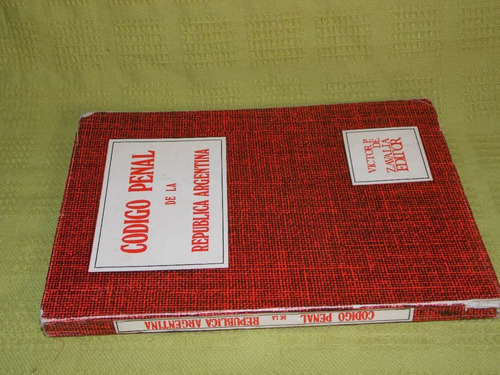 CODIGO PENAL
DE LA
REPUBLICA ARGENTINA
VICTOR P.
DE
ZAVALIA
EDITOR
CODIGO PENAL DE LA REPUBLICA ARGENTINA